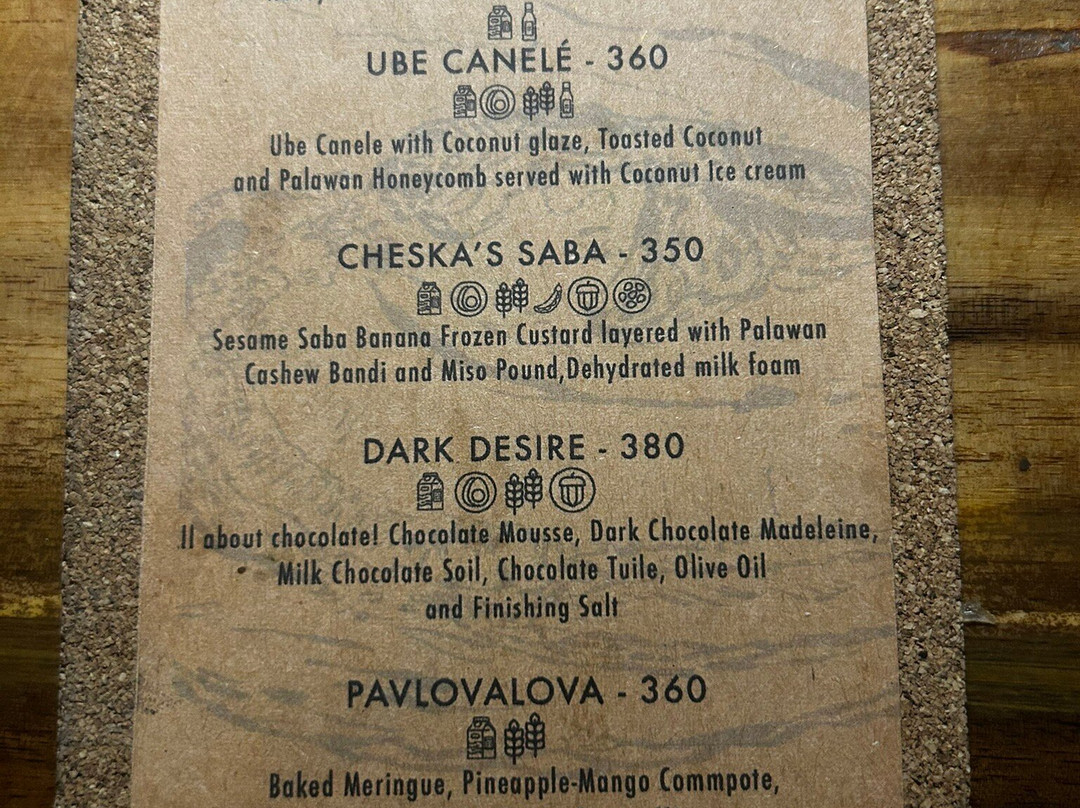 UBE CANELÉ - 360
Ube Canele with Coconut glaze, Toasted Coconut
and Palawan Honeycomb served with Coconut Ice cream
CHESKA'S SABA - 350
Sesame Saba Banana Frozen Custard layered with Palawan
Cashew Bandi and Miso Pound,Dehydrated milk foam
DARK DESIRE - 380
ll about chocolate! Chocolate Mousse, Dark Chocolate Madeleine,
Milk Chocolate Soil, Chocolate Tuile, Olive Oil
and Finishing Salt
PAVLOVALOVA - 360
Baked Meringue, Pineapple-Mango Commpote,